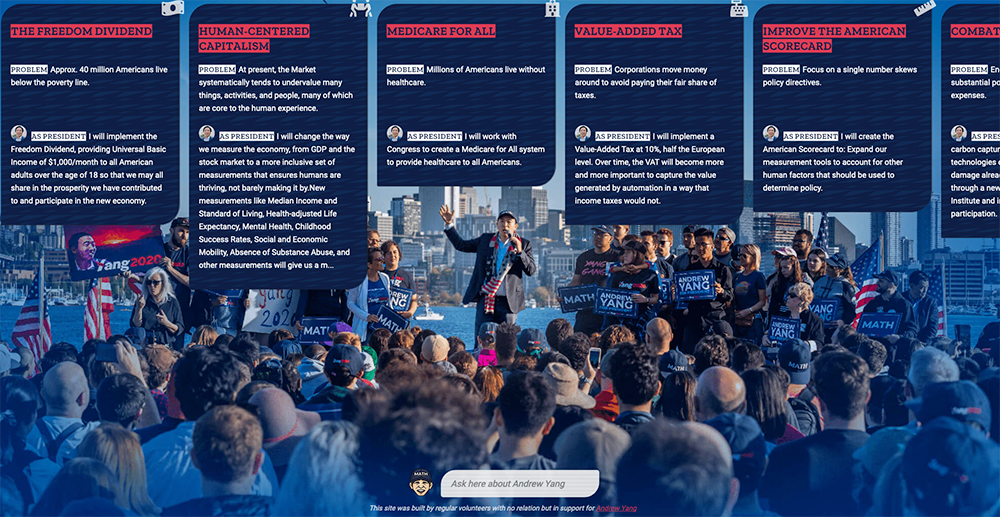 THE FREEDOM DIVIDEND
PROBLEM Approx. 40 million Americans live
below the poverty line.
AS PRESIDENT I will implement the
Freedom Dividend, providing Universal Basic
Income of $1,000/month to all American
adults over the age of 18 so that we may all
share in the prosperity we have contributed
to and participate in the new economy.
HUMAN-CENTERED
CAPITALISM
PROBLEM At present, the Market
systematically tends to undervalue many
things, activities, and people, many of which
are core to the human experience.
AS PRESIDENT I will change the way
we measure the economy, from GDP and the
stock market to a more inclusive set of
measurements that ensures humans are
thriving, not barely making it by.New
measurements like Median Income and
Standard of Living, Health-adjusted Life
Expectancy, Mental Health, Childhood
Success Rates, Social and Economic
Mobility, Absence of Substance Abuse, and
other measurements will give us a m...
MEDICARE FOR ALL
PROBLEM Millions of Americans live without
healthcare.
AS PRESIDENT I will work with
Congress to create a Medicare For All system
to provide healthcare to all Americans.
VALUE-ADDED TAX
PROBLEM Corporations move money
around to avoid paying their fair share of
taxes.
AS PRESIDENT I will implement a
Value-Added Tax at 10%, half the European
level. Over time, the VAT will become more
and more important to capture the value
generated by automation in a way that
income taxes would not.
IMPROVE THE AMERICAN
SCORECARD
PROBLEM Focus on a single number skews
policy directives.
AS PRESIDENT I will create the
American Scorecard to: Expand our
measurement tools to account for other
human factors that should be used to
determine policy.
COMBAT
PROBLEM
substantial
expenses.
AS
carbon
technologies
damage
through a new
Institute and
participation.
Yang2020
Yang
202
MATH
YANG
GANG
MATH
ANDREW
YANG
ANDREW
YANG
YANG
ANDREW
YANG
MATH
MATH
MATH
MATH
Ask here about Andrew Yang
This site was built by regular volunteers with no relation but in support for Andrew Yang